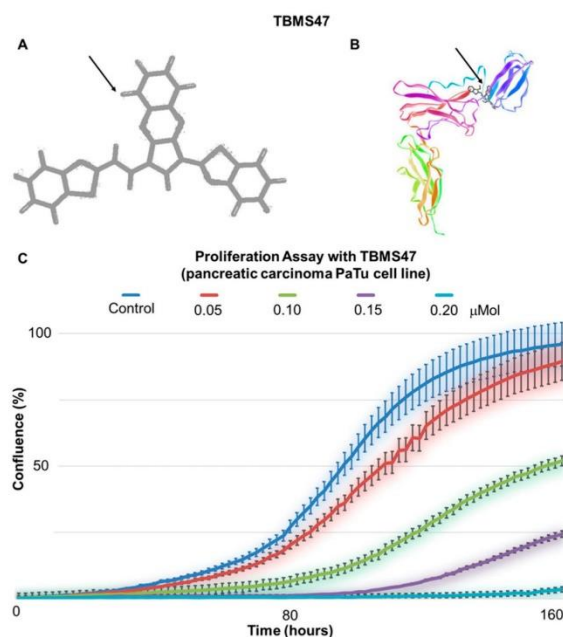 TBMS47
A
B
C
Proliferation Assay with TBMS47
(pancreatic carcinoma PaTu cell line)
Control 0.05 0.10 0.15 0.20 μMol
100
50
Confluence (%)
0 80 160
Time (hours)